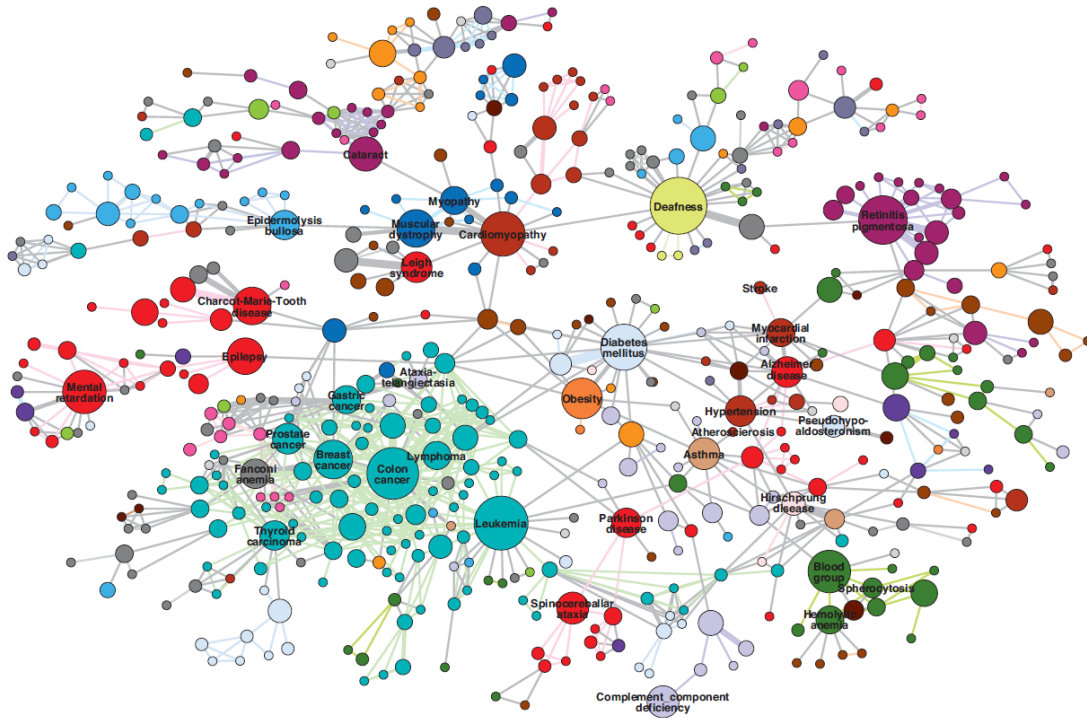 Cataract
Myopathy
Deafness
Retinitis
pigmentosa
Epidermolysis
bullosa
Muscular
dystrophy
Cardiomyopathy
Leigh
syndrome
Charcot-Marie-Tooth
disease
Stroke
Myocardial
infarction
Diabetes
mellitus
Epilepsy
Alzheimer
disease
Mental
retardation
Ataxia-
telangiectasia
Gastric
cancer
Obesity
Hypertension
Pseudohypo-
aldosteronism
Prostate
cancer
Atherosclerosis
Breast
cancer
Lymphoma
Asthma
Fanconi
anemia
Colon
cancer
Hirschprung
disease
Leukemia
Parkinson
disease
Thyroid
carcinoma
Blood
group
Spherocytosis
Spinocereballar
ataxia
Hemolytic
anemia
Complement_component
deficiency